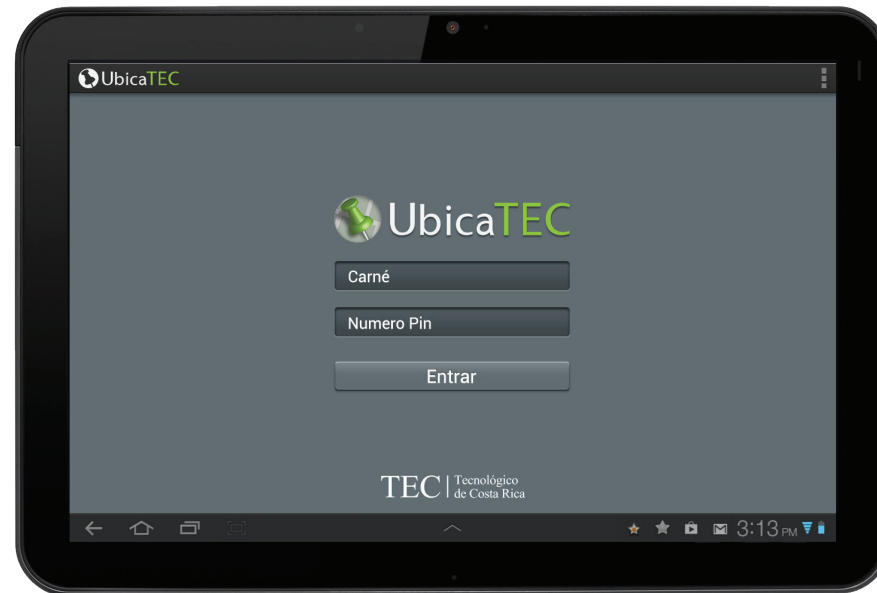 UbicaTEC
UbicaTEC
Carné
Numero Pin
Entrar
TEC | Tecnológico
de Costa Rica
3:13 PM